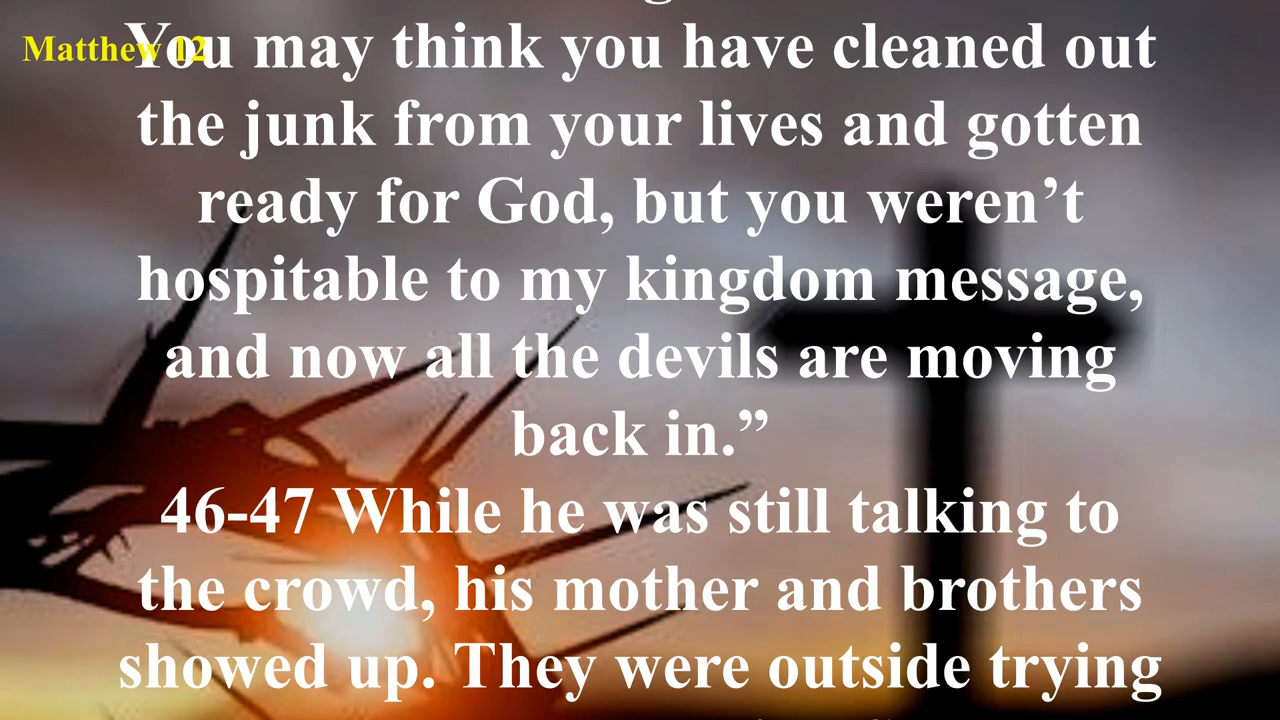 Matthew 12
You may think you have cleaned out
the junk from your lives and gotten
ready for God, but you weren’t
hospitable to my kingdom message,
and now all the devils are moving
back in.”
46-47 While he was still talking to
the crowd, his mother and brothers
showed up. They were outside trying